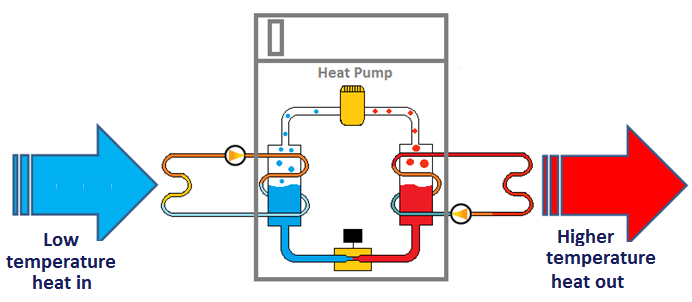 Heat Pump
Low
temperature
heat in
Higher
temperature
heat out